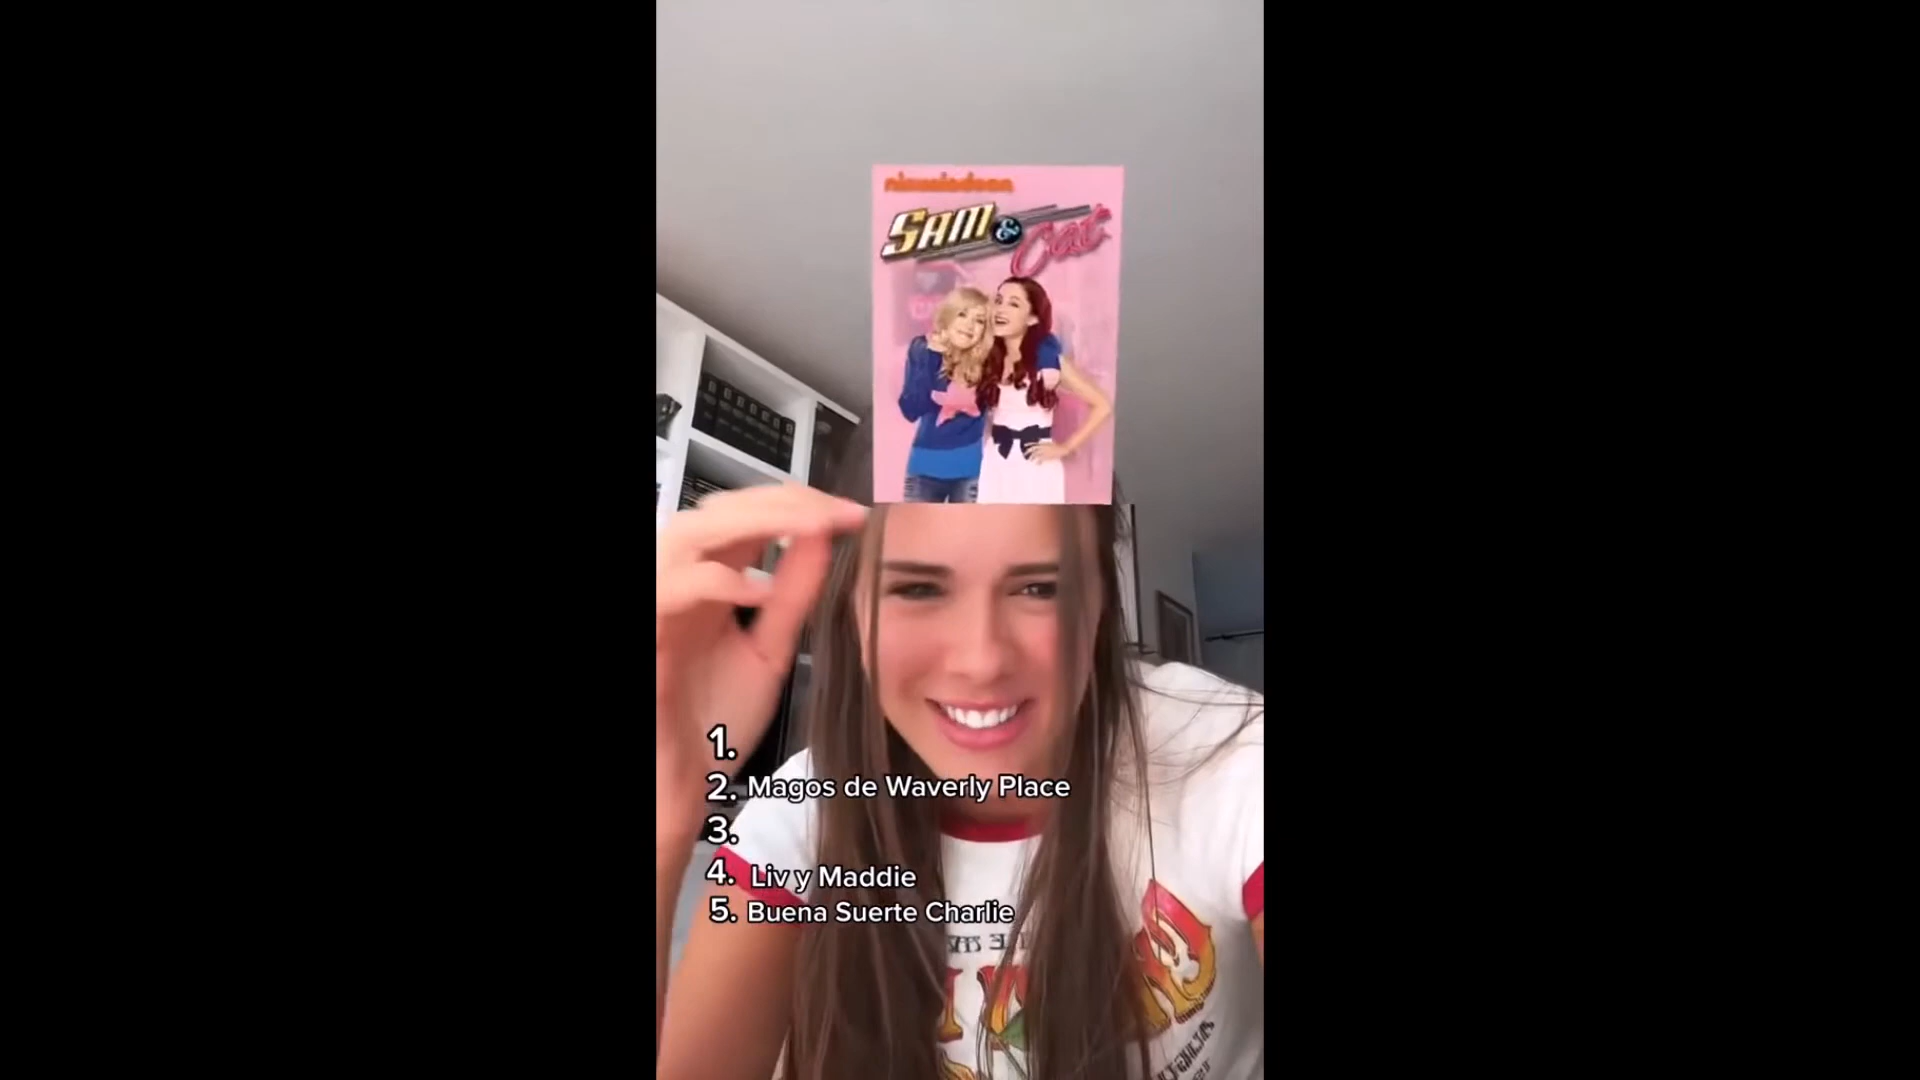 nickelodeon
SAM & Cat
1.
2. Magos de Waverly Place
3.
4. Liv y Maddie
5. Buena Suerte Charlie